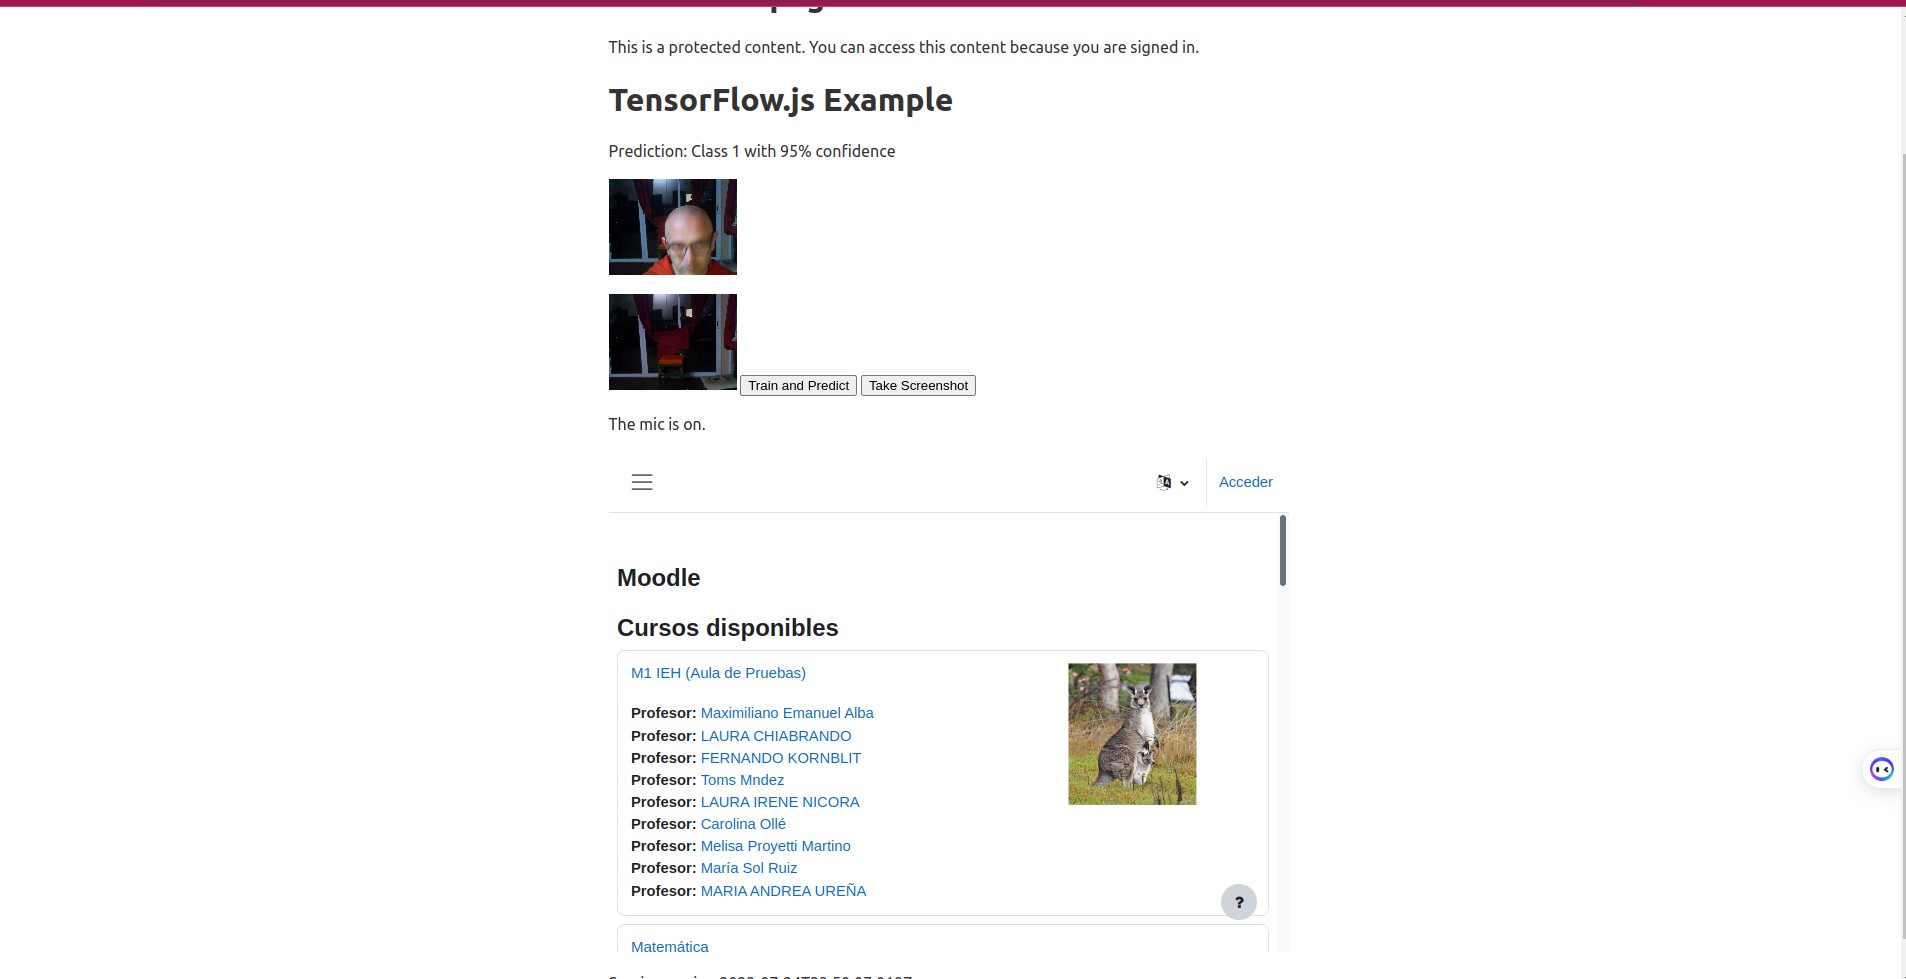 This is a protected content. You can access this content because you are signed in.
TensorFlow.js Example
Prediction: Class 1 with 95% confidence
Train and Predict Take Screenshot
The mic is on.
Acceder
Moodle
Cursos disponibles
M1 IEH (Aula de Pruebas)
Profesor: Maximiliano Emanuel Alba
Profesor: LAURA CHIABRANDO
Profesor: FERNANDO KORNBLIT
Profesor: Toms Mndez
Profesor: LAURA IRENE NICORA
Profesor: Carolina Ollé
Profesor: Melisa Proyetti Martino
Profesor: María Sol Ruiz
Profesor: MARIA ANDREA UREÑA
?
Matemática